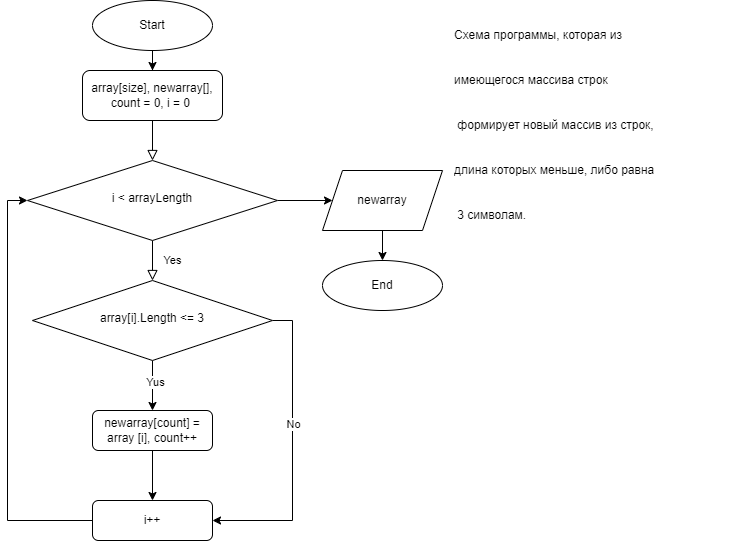 Start
array[size], newarray[],
count = 0, i = 0
i < arrayLength
Yes
array[i].Length <= 3
Yus
No
newarray[count] =
array [i], count++
i++
newarray
End
Схема программы, которая из
имеющегося массива строк
формирует новый массив из строк,
длина которых меньше, либо равна
3 символам.